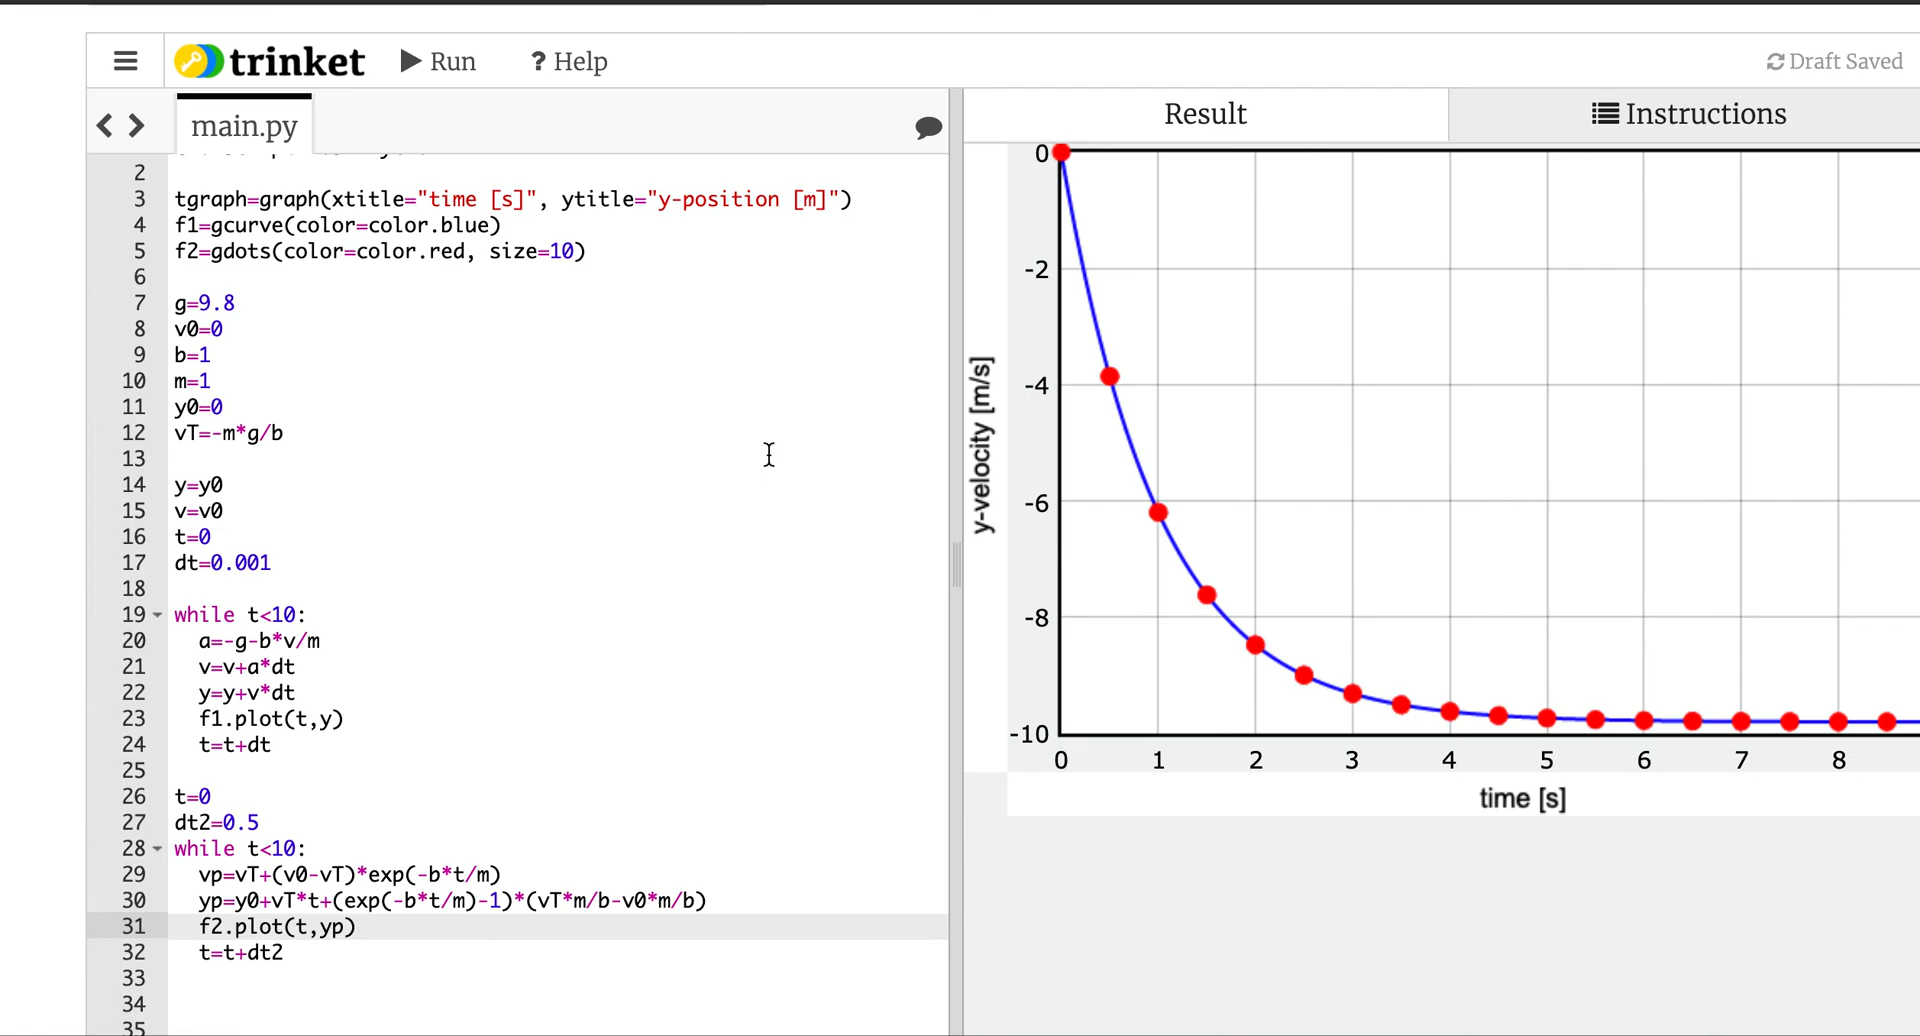 trinket Run ? Help Draft Saved
main.py
Result Instructions
2
3 tgraph=graph(xtitle="time [s]", ytitle="y-position [m]")
4 f1=gcurve(color=color.blue)
5 f2=gdots(color=color.red, size=10)
6
7 g=9.8
8 v0=0
9 b=1
10 m=1
11 y0=0
12 vT=-m*g/b
13
14 y=y0
15 v=v0
16 t=0
17 dt=0.001
18
19 while t<10:
20 a=-g-b*v/m
21 v=v+a*dt
22 y=y+v*dt
23 f1.plot(t,y)
24 t=t+dt
25
26 t=0
27 dt2=0.5
28 while t<10:
29 vp=vT+(v0-vT)*exp(-b*t/m)
30 yp=y0+vT*t+(exp(-b*t/m)-1)*(vT*m/b-v0*m/b)
31 f2.plot(t,yp)
32 t=t+dt2
33
34
35
0
-2
-4
-6
-8
-10
y-velocity [m/s]
0 1 2 3 4 5 6 7 8
time [s]